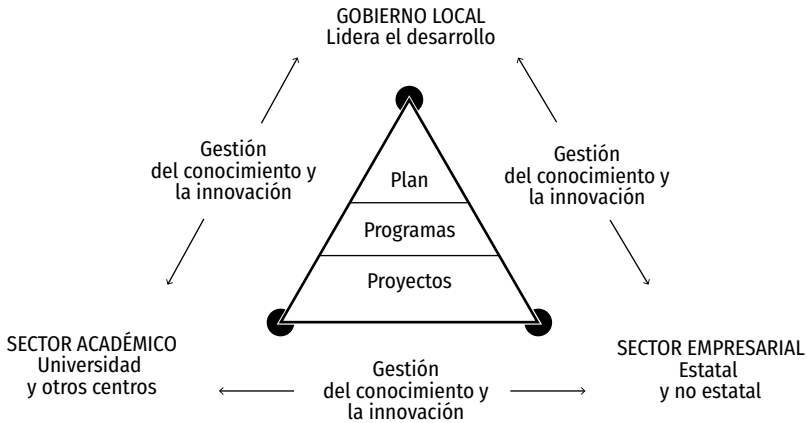 GOBIERNO LOCAL
Lidera el desarrollo
Gestión
del conocimiento y
la innovación
Gestión
del conocimiento y
la innovación
Plan
Programas
Proyectos
SECTOR ACADÉMICO
Universidad
y otros centros
Gestión
del conocimiento y
la innovación
SECTOR EMPRESARIAL
Estatal
y no estatal